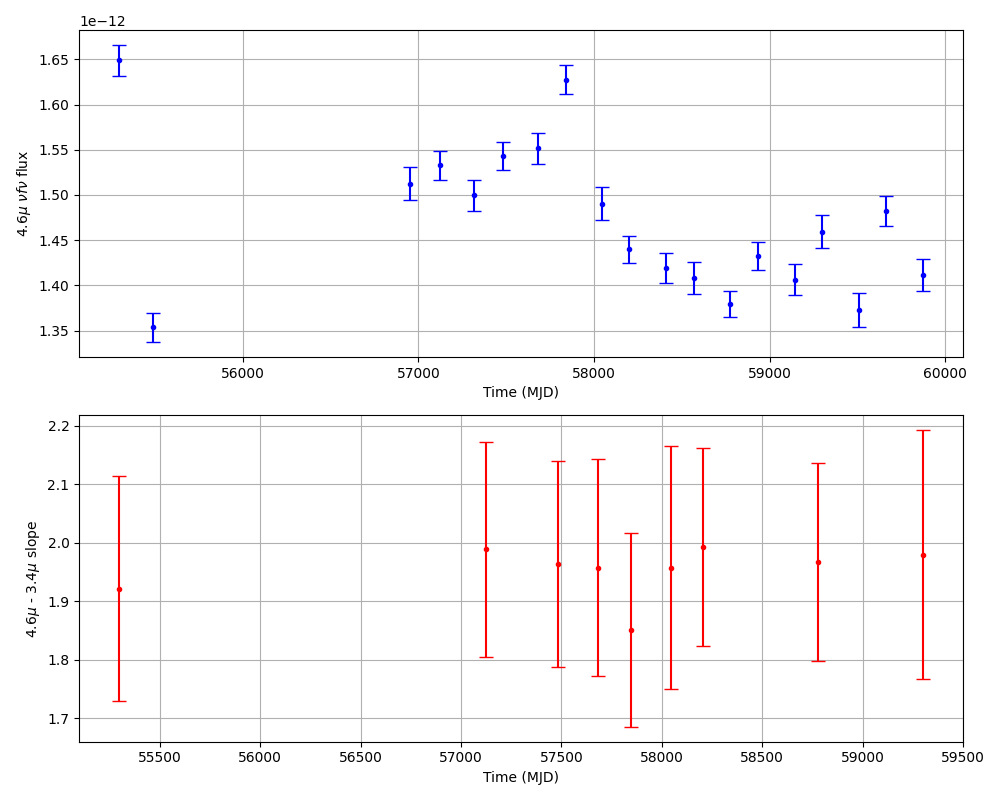 1e−12
1.65
1.60
1.55
1.50
1.45
1.40
1.35
4.6μ νfν flux
56000 57000 58000 59000 60000
Time (MJD)
2.2
2.1
2.0
1.9
1.8
1.7
4.6μ - 3.4μ slope
55500 56000 56500 57000 57500 58000 58500 59000 59500
Time (MJD)